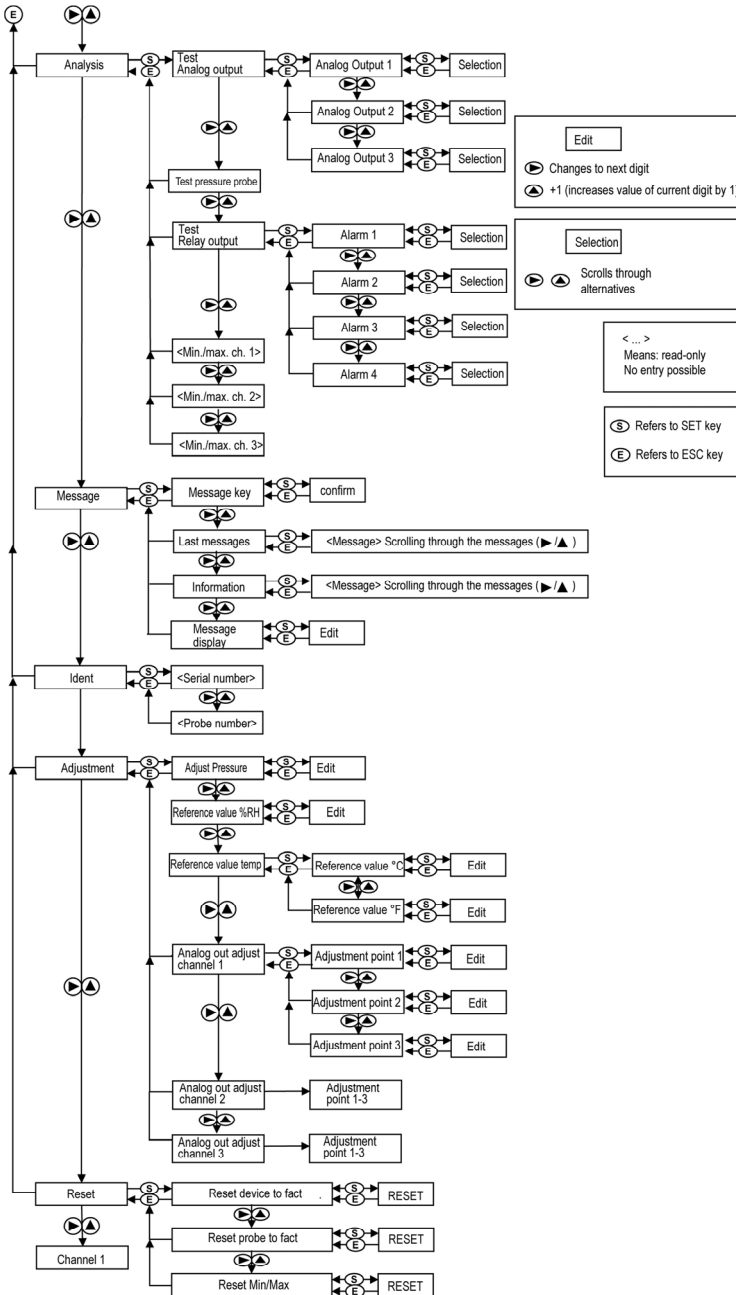 E
Analysis
S
E
Test
Analog output
S
E
Analog Output 1
S
E
Selection
Analog Output 2
S
E
Selection
Analog Output 3
S
E
Selection
Test pressure probe
Test
Relay output
S
E
Alarm 1
S
E
Selection
Alarm 2
S
E
Selection
Alarm 3
S
E
Selection
Alarm 4
S
E
Selection
<Min./max. ch. 1>
<Min./max. ch. 2>
<Min./max. ch. 3>
Edit
Changes to next digit
+1 (increases value of current digit by 1)
Selection
Scrolls through
alternatives
< ... >
Means: read-only
No entry possible
S Refers to SET key
E Refers to ESC key
Message
S
E
Message key
S
E
confirm
Last messages
S
E
<Message> Scrolling through the messages (▶/▲)
Information
S
E
<Message> Scrolling through the messages (▶/▲)
Message
display
S
E
Edit
Ident
S
E
<Serial number>
<Probe number>
Adjustment
S
E
Adjust Pressure
S
E
Edit
Reference value %RH
S
E
Edit
Reference value temp
S
E
Reference value °C
S
E
Edit
Reference value °F
S
E
Edit
Analog out adjust
channel 1
S
E
Adjustment point 1
S
E
Edit
Adjustment point 2
S
E
Edit
Adjustment point 3
S
E
Edit
Analog out adjust
channel 2
Adjustment
point 1-3
Analog out adjust
channel 3
Adjustment
point 1-3
Reset
S
E
Reset device to fact .
S
E
RESET
Reset probe to fact
S
E
RESET
Reset Min/Max
S
E
RESET
Channel 1